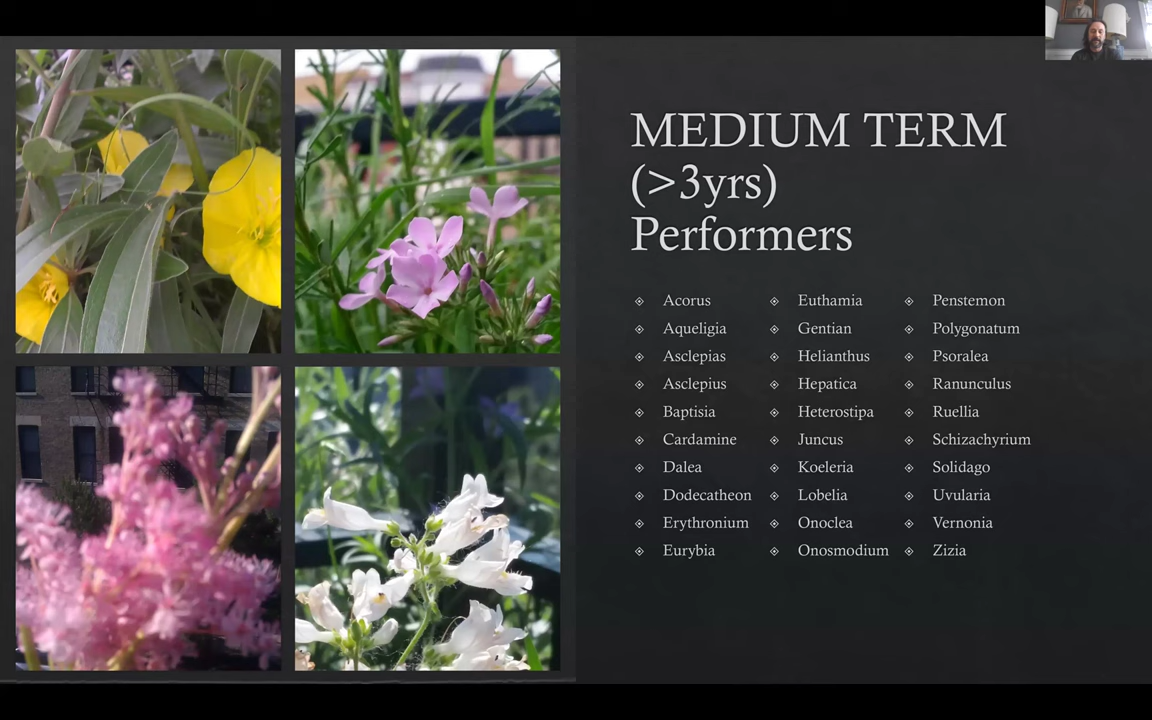 MEDIUM TERM
(>3yrs)
Performers
Acorus
Aqueligia
Asclepias
Asclepius
Baptisia
Cardamine
Dalea
Dodecatheon
Erythronium
Eurybia
Euthamia
Gentian
Helianthus
Hepatica
Heterostipa
Juncus
Koeleria
Lobelia
Onoclea
Onosmodium
Penstemon
Polygonatum
Psoralea
Ranunculus
Ruellia
Schizachyrium
Solidago
Uvularia
Vernonia
Zizia